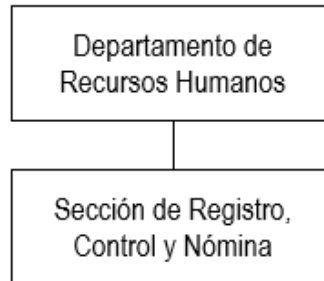 Departamento de
Recursos Humanos
Sección de Registro,
Control y Nómina